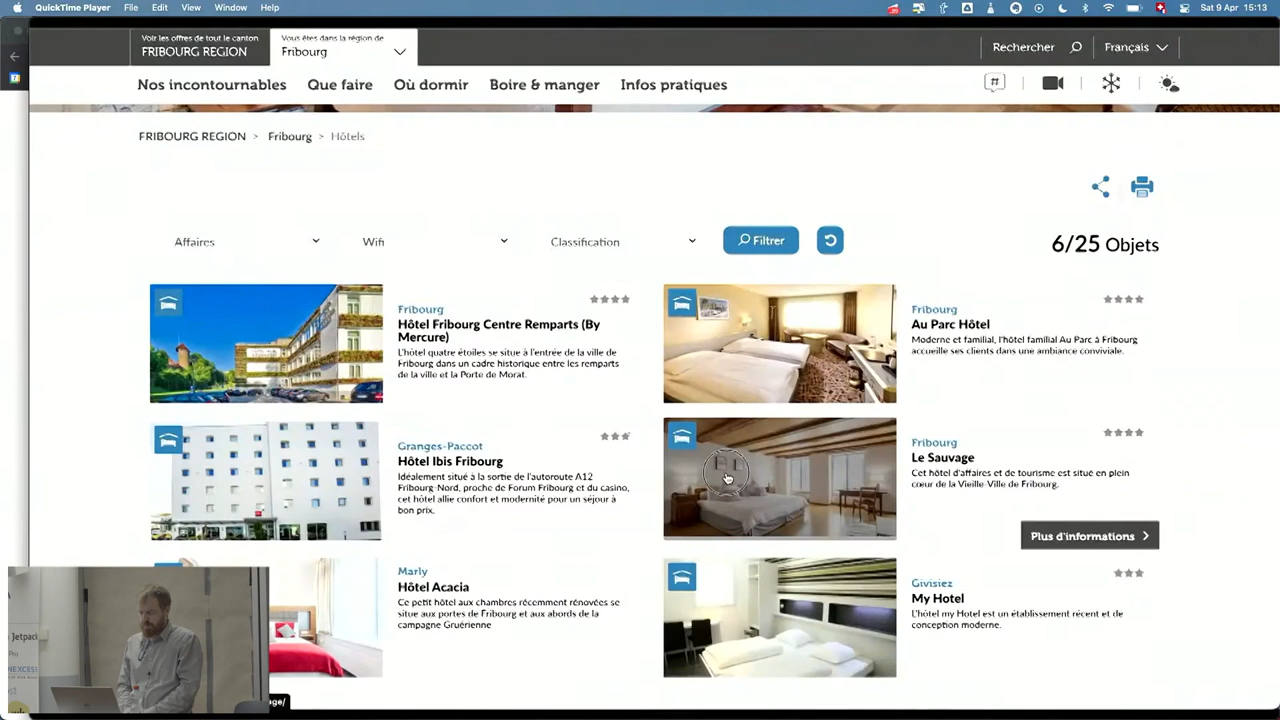 QuickTime Player File Edit View Window Help
Sat 9 Apr 15:13
Voir les offres de tout le canton
FRIBOURG REGION
Vous êtes dans la région de
Fribourg
Rechercher
Français
Nos incontournables
Que faire
Où dormir
Boire & manger
Infos pratiques
FRIBOURG REGION > Fribourg > Hôtels
Affaires
Wifi
Classification
Filtrer
6/25 Objets
Fribourg
Hôtel Fribourg Centre Remparts (By
Mercure)
L'hôtel quatre étoiles se situe à l'entrée de la ville de
Fribourg dans un cadre historique entre les remparts
de la ville et la Porte de Morat.
Fribourg
Au Parc Hôtel
Moderne et familial, l'hôtel familial Au Parc à Fribourg
accueille ses clients dans une ambiance conviviale.
Granges-Paccot
Hôtel Ibis Fribourg
Idéalement situé à la sortie de l'autoroute A12
Fribourg-Nord, proche de Forum Fribourg et du casino,
cet hôtel allie confort et modernité pour un séjour à
bon prix.
Fribourg
Le Sauvage
Cet hôtel d'affaires et de tourisme est situé en plein
cœur de la Vieille Ville de Fribourg.
Plus d'informations
Marly
Hôtel Acacia
Ce petit hôtel aux chambres récemment rénovées se
situe aux portes de Fribourg et aux abords de la
campagne Gruérienne
Givisiez
My Hotel
L'hôtel my Hotel est un établissement récent et de
conception moderne.
Jetpack
NEXCESS
age/